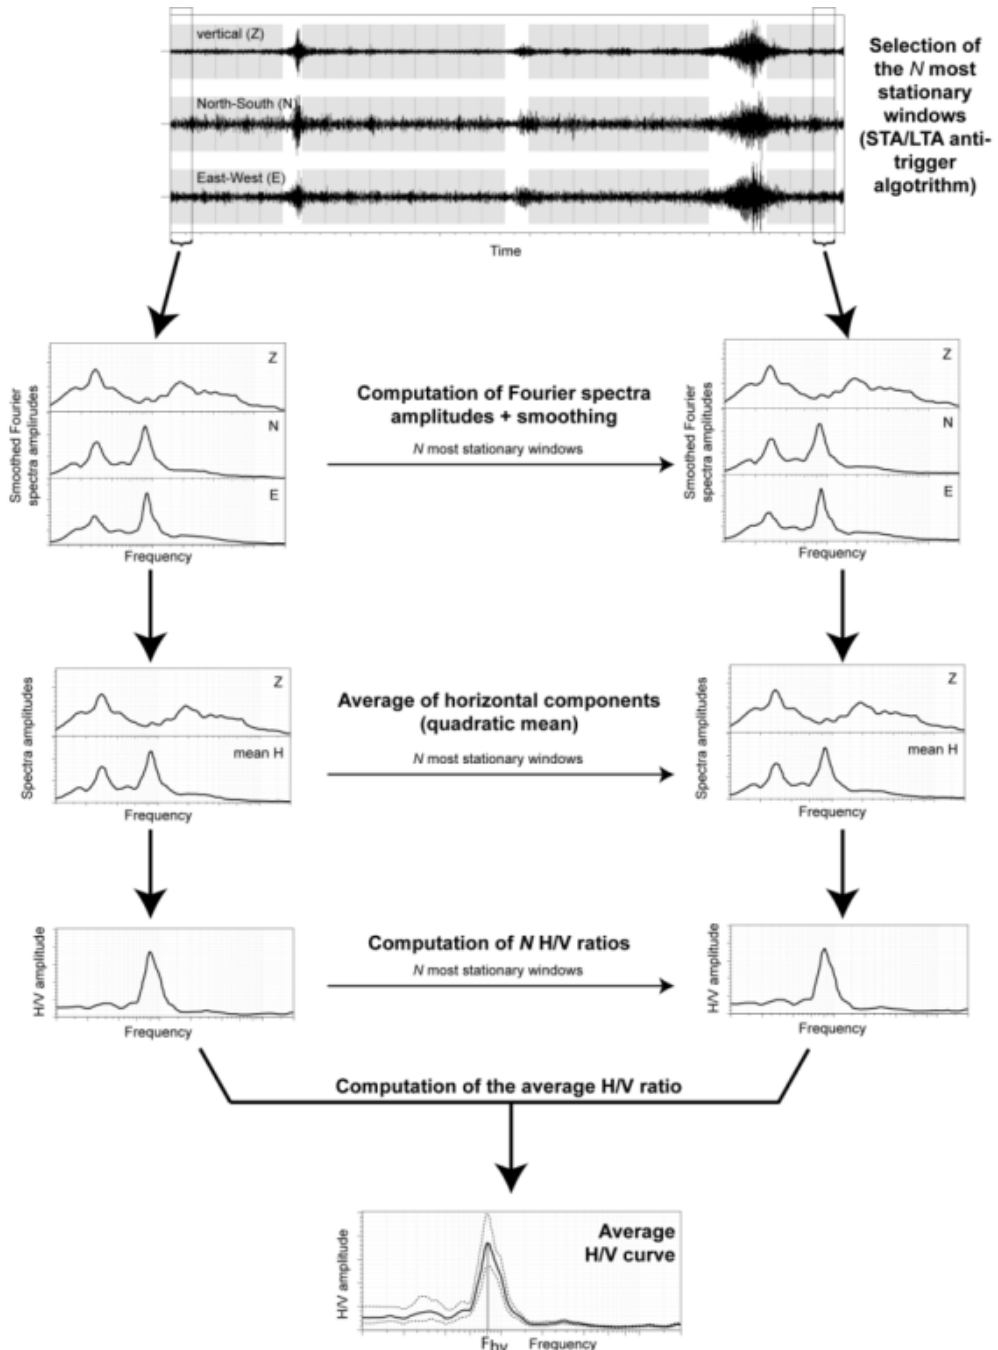 vertical (Z)
North-South (N)
East-West (E)
Time
Selection of
the N most
stationary
windows
(STA/LTA anti-
trigger
algotrithm)
Smoothed Fourier
spectra amplirudes
Z
N
E
Frequency
Computation of Fourier spectra
amplitudes + smoothing
N most stationary windows
Smoothed Fourier
spectra amplitudes
Z
N
E
Frequency
Spectra amplitudes
Z
mean H
Frequency
Average of horizontal components
(quadratic mean)
N most stationary windows
Spectra amplitudes
Z
mean H
Frequency
H/V amplitude
Frequency
Computation of N H/V ratios
N most stationary windows
H/V amplitude
Frequency
Computation of the average H/V ratio
H/V amplitude
Average
H/V curve
Fhv
Frequency